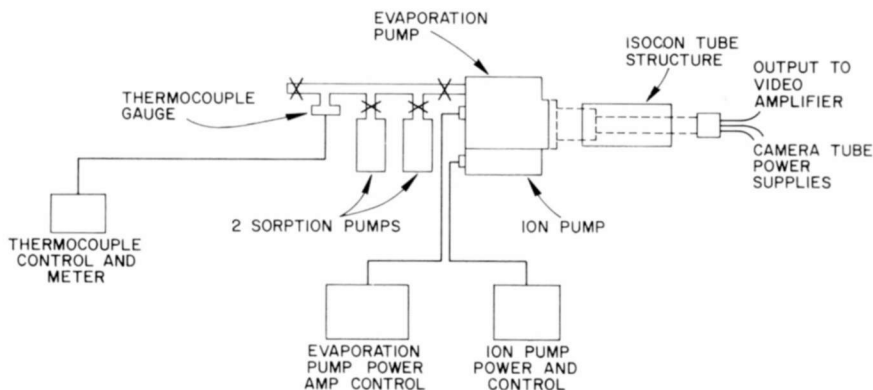 EVAPORATION
PUMP
ISOCON TUBE
STRUCTURE
OUTPUT TO
VIDEO
AMPLIFIER
THERMOCOUPLE
GAUGE
CAMERA TUBE
POWER
SUPPLIES
2 SORPTION PUMPS
ION PUMP
THERMOCOUPLE
CONTROL AND
METER
EVAPORATION
PUMP POWER
AMP CONTROL
ION PUMP
POWER AND
CONTROL